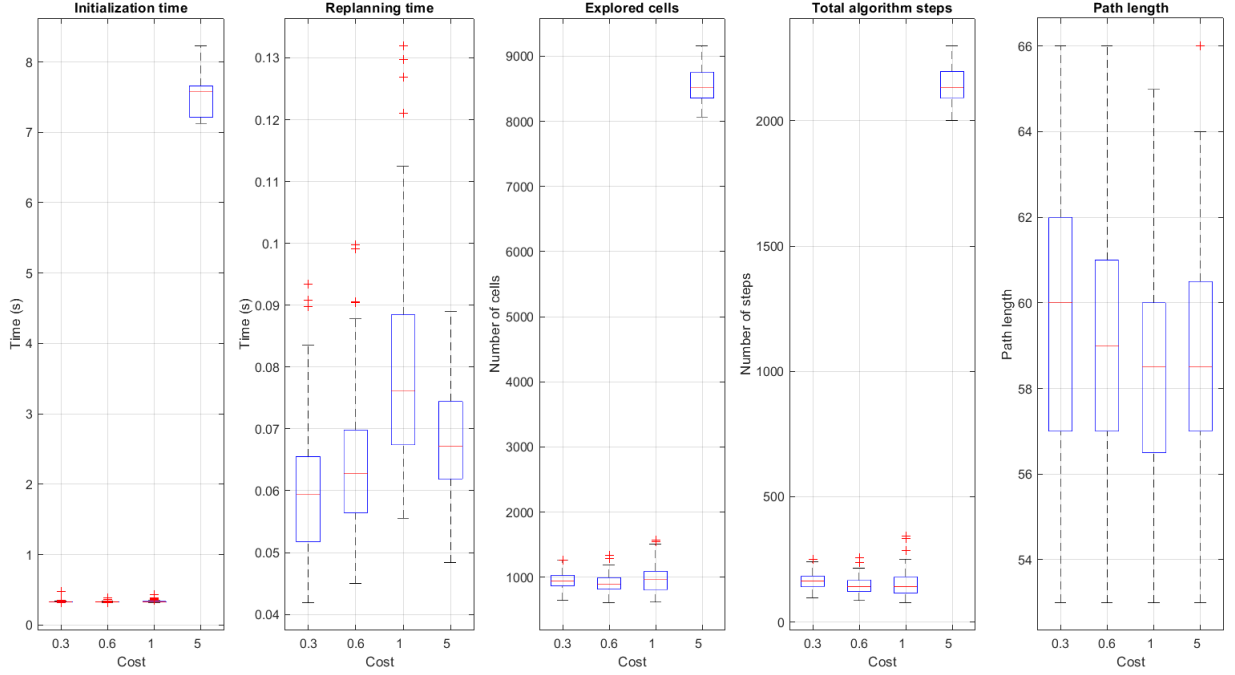 Initialization time
Time (s)
8
7
6
5
4
3
2
1
0
0.3 0.6 1 5
Cost
Replanning time
Time (s)
0.13
0.12
0.11
0.1
0.09
0.08
0.07
0.06
0.05
0.04
0.3 0.6 1 5
Cost
Explored cells
Number of cells
9000
8000
7000
6000
5000
4000
3000
2000
1000
0.3 0.6 1 5
Cost
Total algorithm steps
Number of steps
2000
1500
1000
500
0
0.3 0.6 1 5
Cost
Path length
Path length
66
64
62
60
58
56
54
0.3 0.6 1 5
Cost